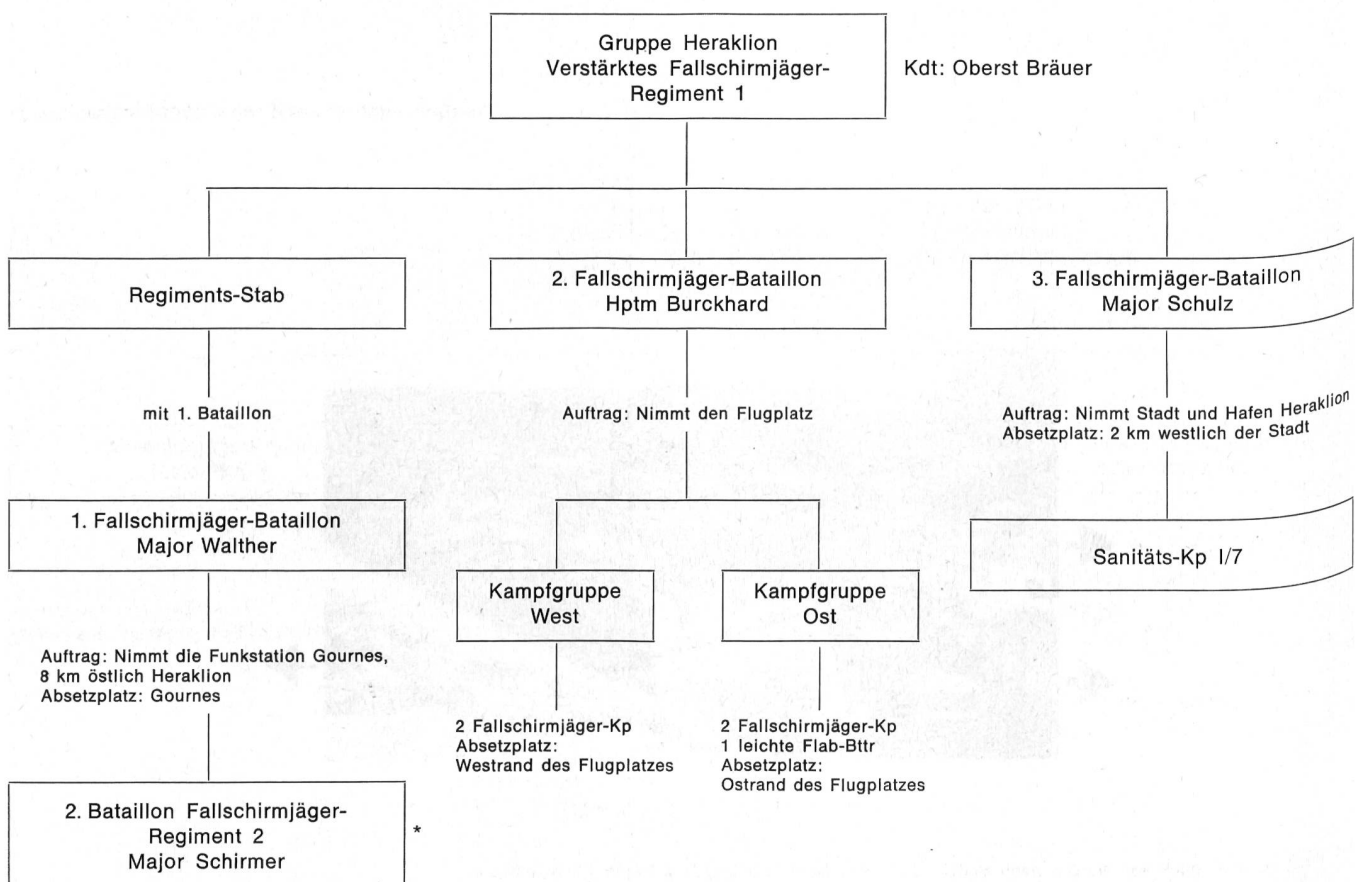 Gruppe Heraklion
Verstärktes Fallschirmjäger-
Regiment 1
Kdt: Oberst Bräuer
Regiments-Stab
2. Fallschirmjäger-Bataillon
Hptm Burckhard
3. Fallschirmjäger-Bataillon
Major Schulz
mit 1. Bataillon
Auftrag: Nimmt den Flugplatz
Auftrag: Nimmt Stadt und Hafen Heraklion
Absetzplatz: 2 km westlich der Stadt
1. Fallschirmjäger-Bataillon
Major Walther
Sanitäts-Kp I/7
Kampfgruppe
West
Kampfgruppe
Ost
Auftrag: Nimmt die Funkstation Gournes,
8 km östlich Heraklion
Absetzplatz: Gournes
2 Fallschirmjäger-Kp
Absetzplatz:
Westrand des Flugplatzes
2 Fallschirmjäger-Kp
1 leichte Flab-Bttr
Absetzplatz:
Ostrand des Flugplatzes
2. Bataillon Fallschirmjäger-
Regiment 2
Major Schirmer
*